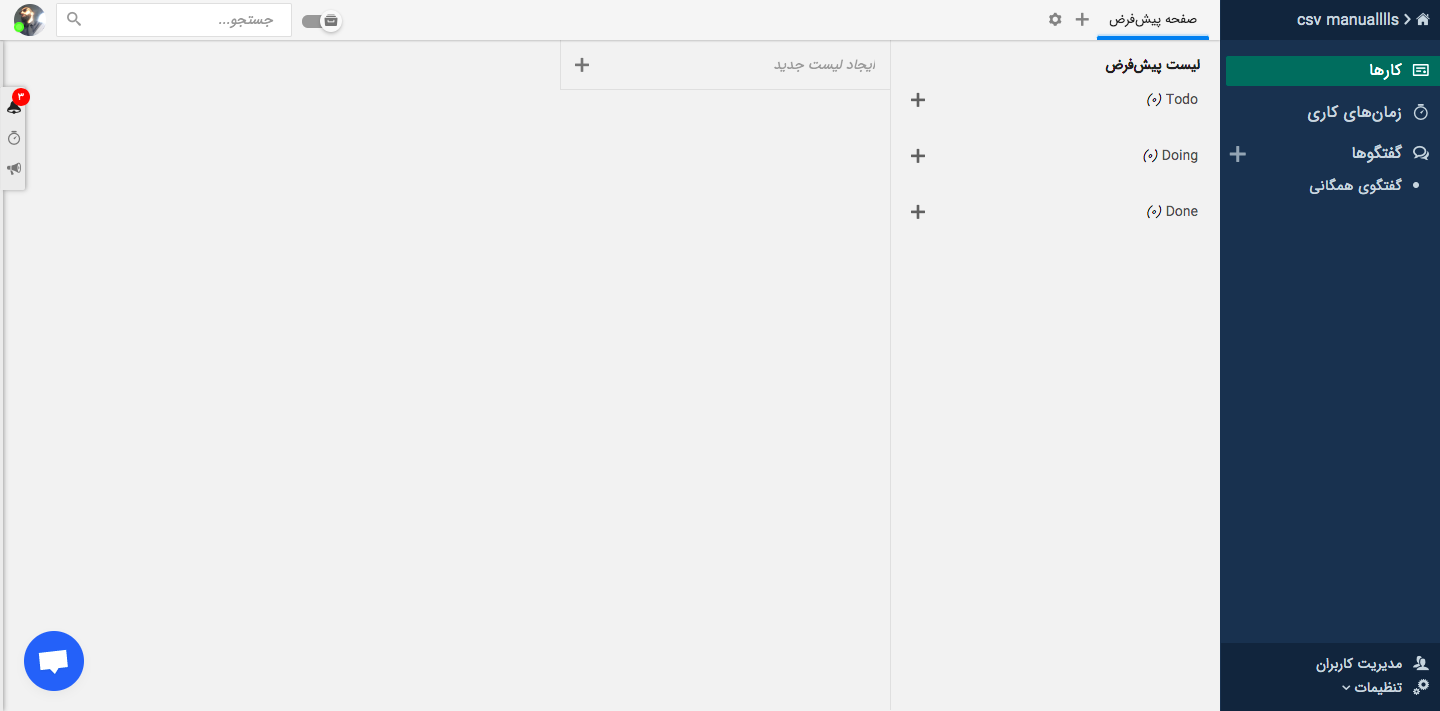 csv manualllls
کارها
زمان‌های کاری
گفتگوها
گفتگوی همگانی
مدیریت کاربران
تنظیمات
صفحه پیش‌فرض
جستجو...
لیست پیش‌فرض
Todo (۰)
Doing (۰)
Done (۰)
ایجاد لیست جدید
۳